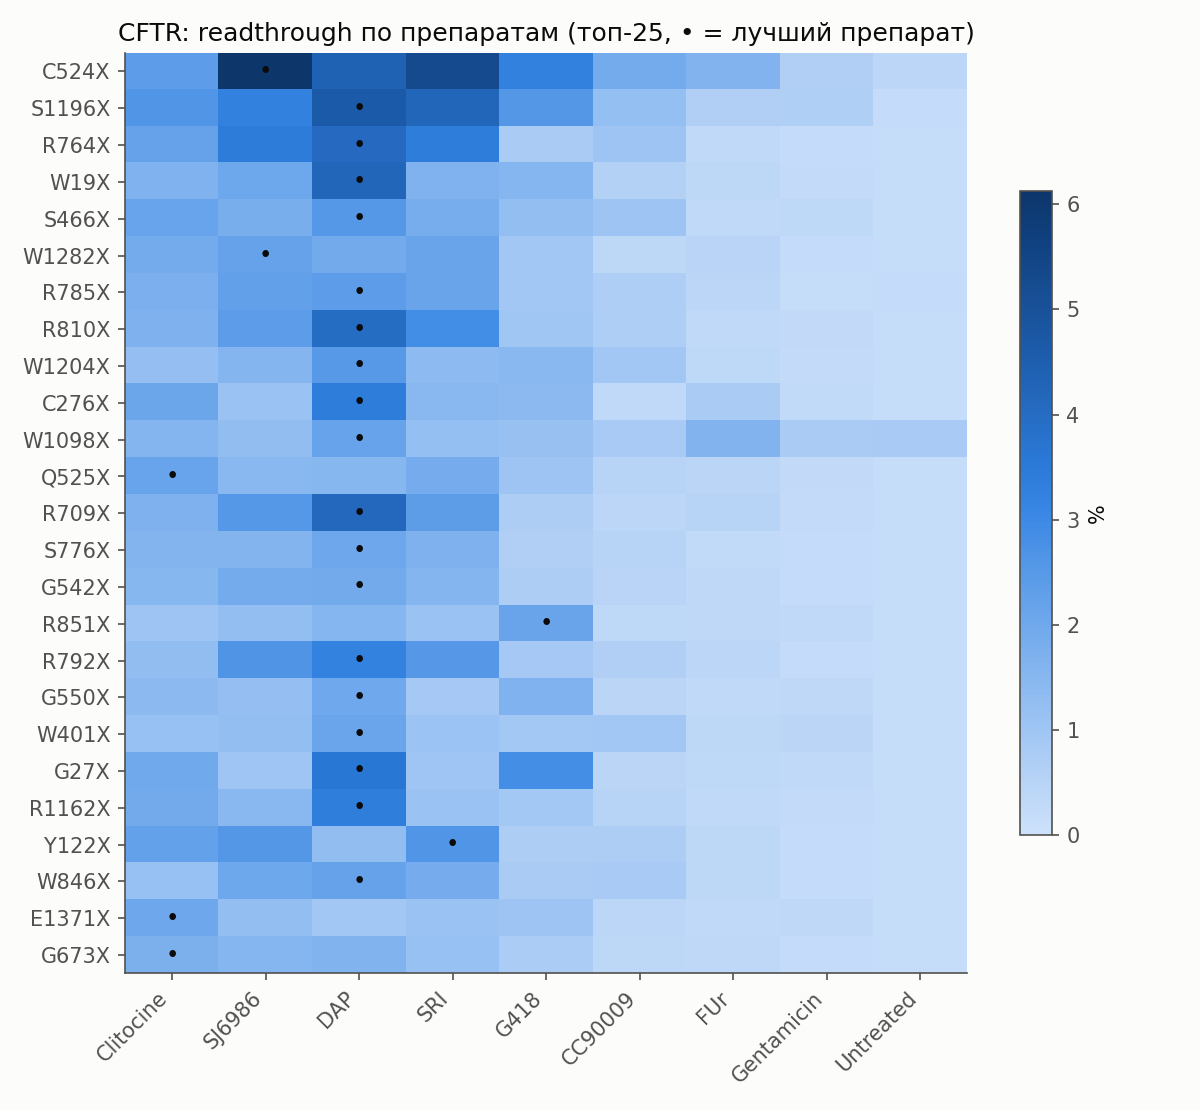 CFTR: readthrough по препаратам (топ-25, • = лучший препарат)
C524X
S1196X
R764X
W19X
S466X
W1282X
R785X
R810X
W1204X
C276X
W1098X
Q525X
R709X
S776X
G542X
R851X
R792X
G550X
W401X
G27X
R1162X
Y122X
W846X
E1371X
G673X
Clitocine
SJ6986
DAP
SRI
G418
CC90009
FUr
Gentamicin
Untreated
6
5
4
3
2
1
0
%